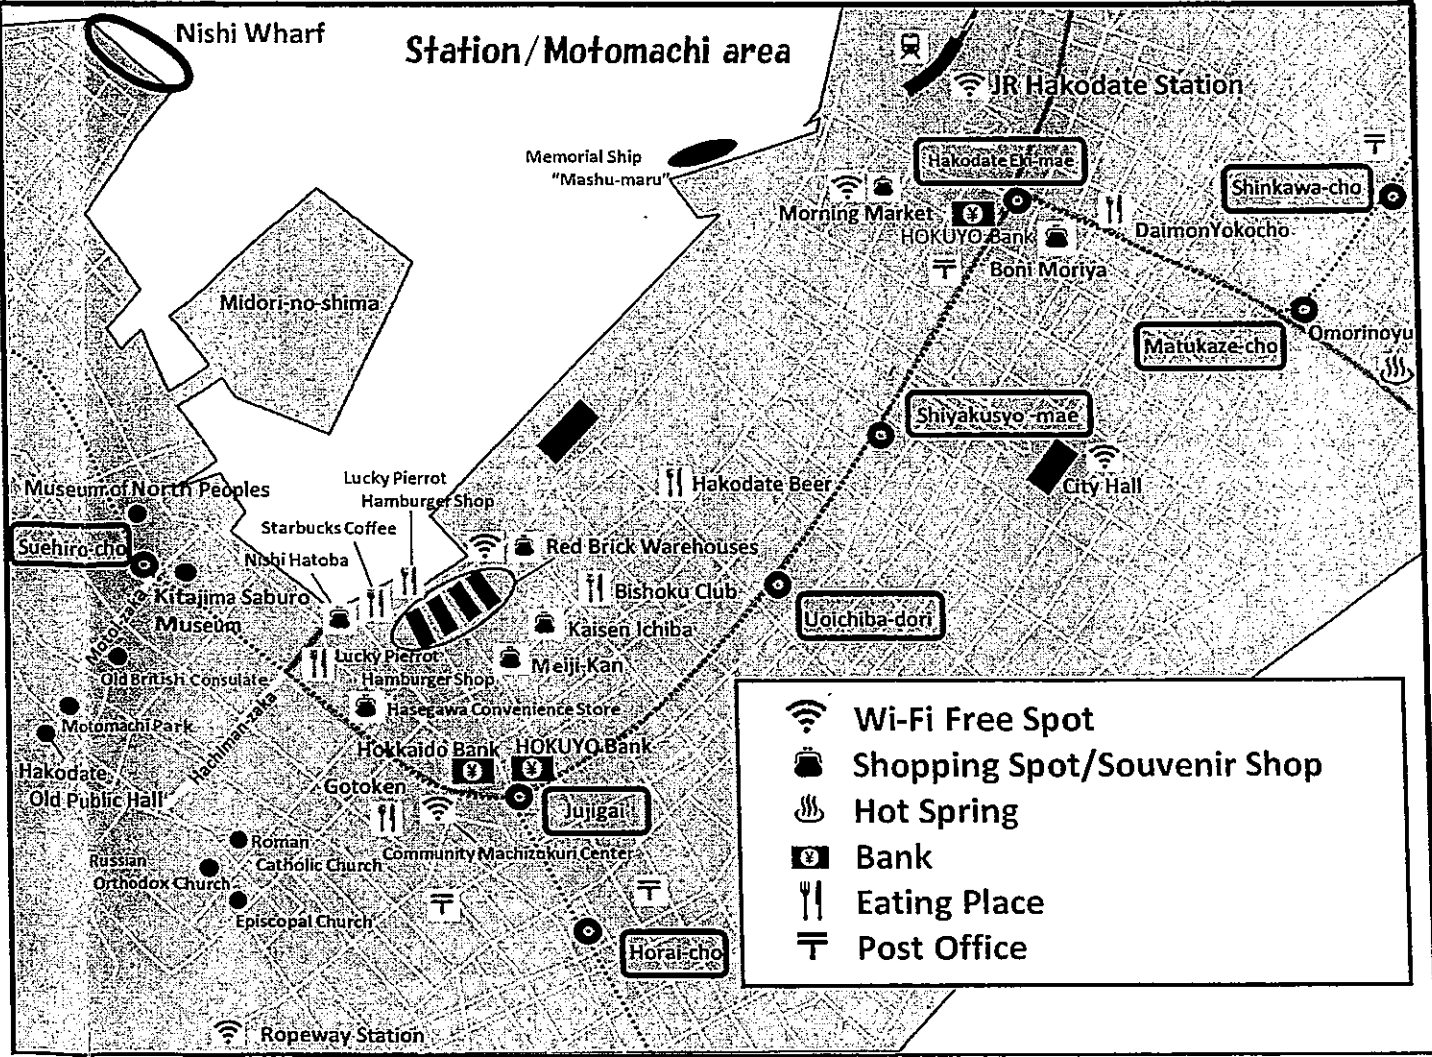 Nishi Wharf
Station/Motomachi area
JR Hakodate Station
Memorial Ship
"Mashu-maru"
Hakodate Eki-mae
Shinkawa-cho
Morning Market
HOKUYO Bank
DaimonYokocho
Boni Moriya
Midori-no-shima
Omorinoyu
Matukaze-cho
Shiyakusyo -mae
City Hall
Hakodate Beer
Lucky Pierrot
Hamburger Shop
Museum of North Peoples
Starbucks Coffee
Suehiro-cho
Nishi Hatoba
Red Brick Warehouses
Kitajima Saburo
Museum
Bishoku Club
Uoichiba-dori
Kaisen Ichiba
Moto-zaka
Lucky Pierrot
Hamburger Shop
Meiji-Kan
Old British Consulate
Hasegawa Convenience Store
Motomachi Park
Hachiman-zaka
Hokkaido Bank
HOKUYO Bank
Hakodate
Old Public Hall
Gotoken
Jujigai
Community Machizukuri Center
Roman
Catholic Church
Russian
Orthodox Church
Episcopal Church
Horai-cho
Ropeway Station
Wi-Fi Free Spot
Shopping Spot/Souvenir Shop
Hot Spring
¥ Bank
Eating Place
Post Office